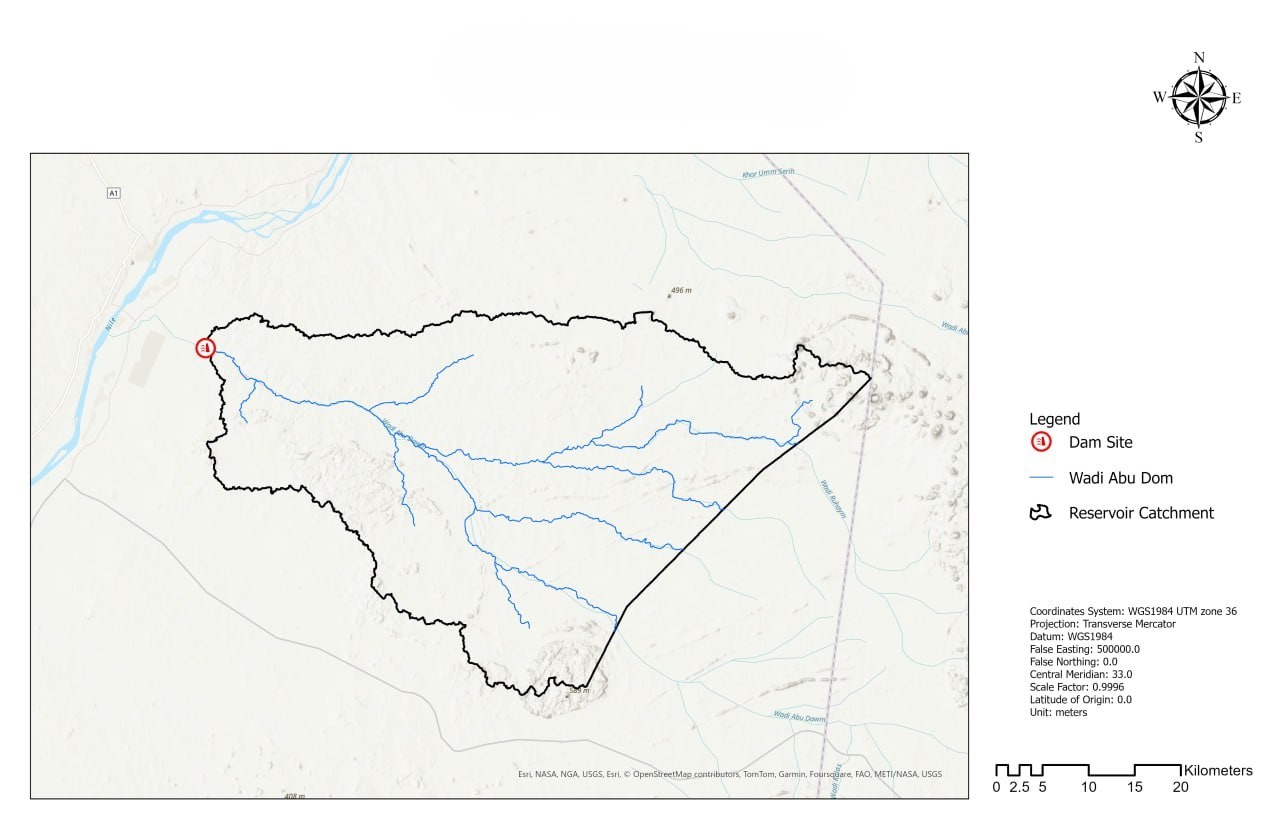 N
W E
S
A1
Khor Umm Serih
496 m
Nile
Wadi Ab
Wadi Abu Dom
Wadi Ruhaym
589 m
Wadi Abu Dawm
408 m
Esri, NASA, NGA, USGS, Esri, © OpenStreetMap contributors, TomTom, Garmin, Foursquare, FAO, METI/NASA, USGS
Legend
Dam Site
Wadi Abu Dom
Reservoir Catchment
Coordinates System: WGS1984 UTM zone 36
Projection: Transverse Mercator
Datum: WGS1984
False Easting: 500000.0
False Northing: 0.0
Central Meridian: 33.0
Scale Factor: 0.9996
Latitude of Origin: 0.0
Unit: meters
Kilometers
0 2.5 5 10 15 20